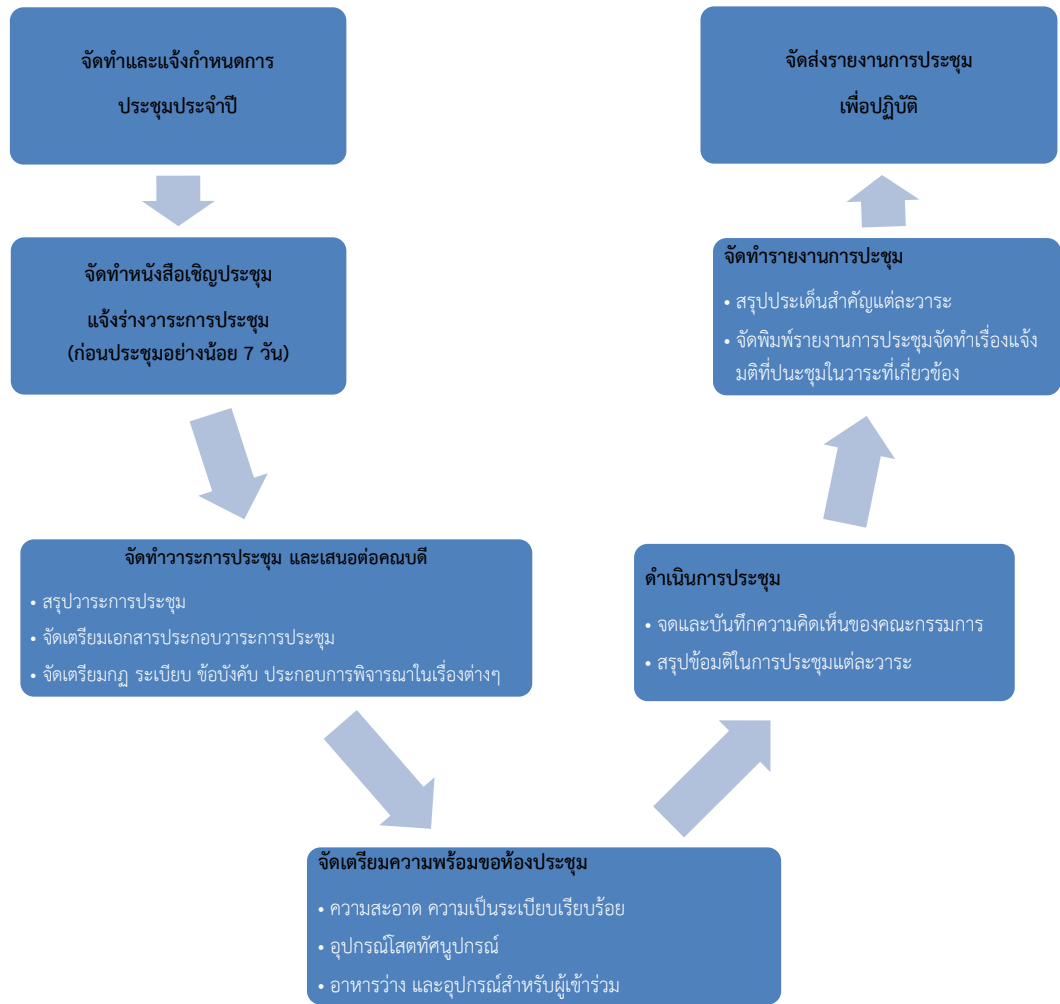 จัดทำและแจ้งกำหนดการ
ประชุมประจำปี
จัดทำหนังสือเชิญประชุม
แจ้งร่างวาระการประชุม
(ก่อนประชุมอย่างน้อย 7 วัน)
จัดทำวาระการประชุม และเสนอต่อคณบดี
• สรุปวาระการประชุม
• จัดเตรียมเอกสารประกอบวาระการประชุม
• จัดเตรียมกฎ ระเบียบ ข้อบังคับ ประกอบการพิจารณาในเรื่องต่างๆ
จัดเตรียมความพร้อมขอห้องประชุม
• ความสะอาด ความเป็นระเบียบเรียบร้อย
• อุปกรณ์โสตทัศนูปกรณ์
• อาหารว่าง และอุปกรณ์สำหรับผู้เข้าร่วม
ดำเนินการประชุม
• จดและบันทึกความคิดเห็นของคณะกรรมการ
• สรุปข้อมติในการประชุมแต่ละวาระ
จัดทำรายงานการปะชุม
• สรุปประเด็นสำคัญแต่ละวาระ
• จัดพิมพ์รายงานการประชุมจัดทำเรื่องแจ้ง
มติที่ปนะชุมในวาระที่เกี่ยวข้อง
จัดส่งรายงานการประชุม
เพื่อปฏิบัติ